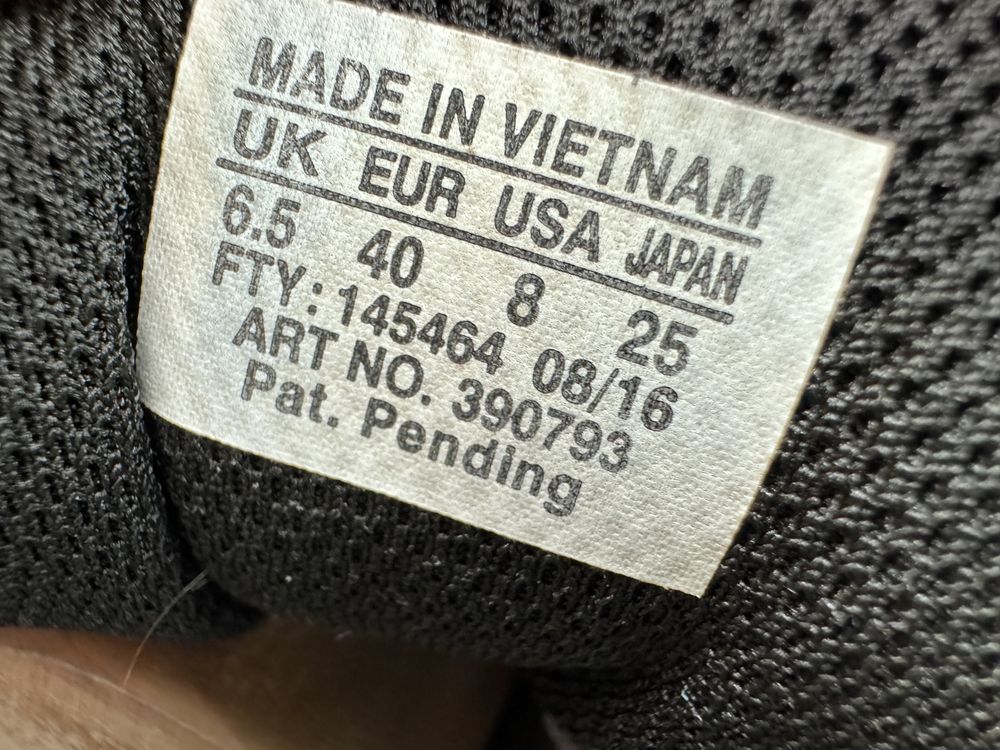 MADE IN VIETNAM
UK EUR USA JAPAN
6.5 40 8 25
FTY: 145464 08/16
ART NO. 390793
Pat. Pending